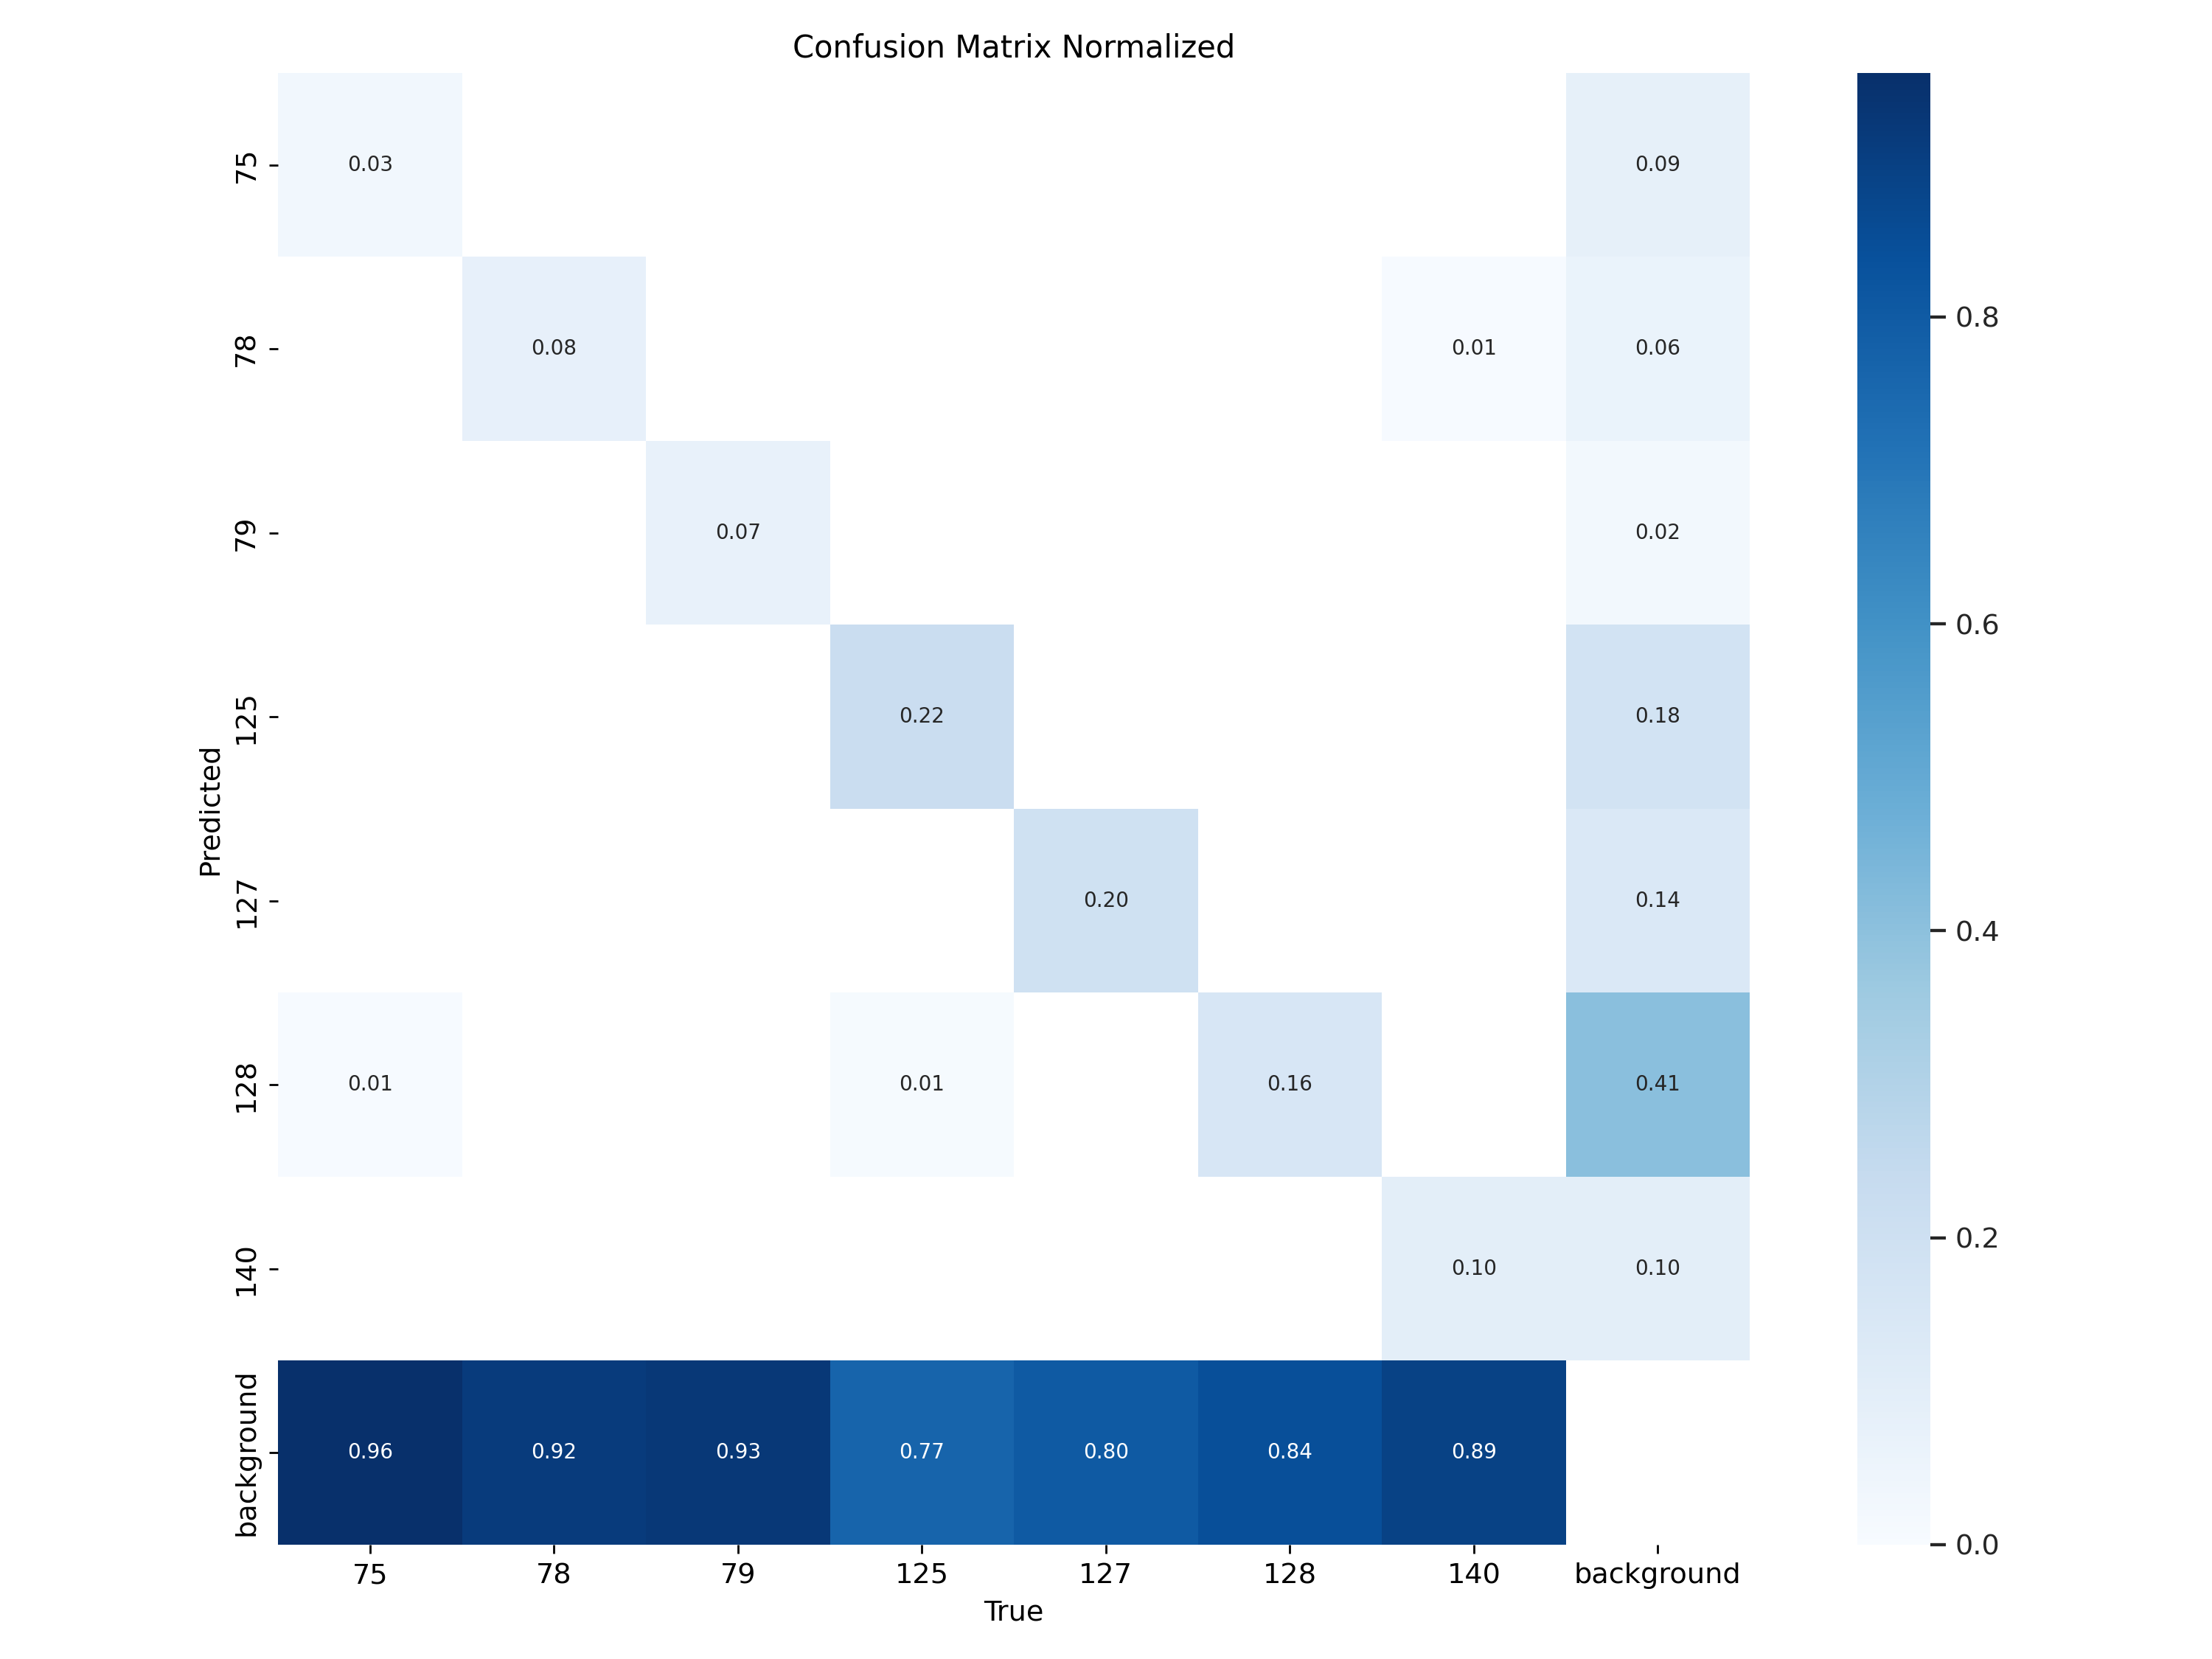 Confusion Matrix Normalized
75 0.03 0.09
78 0.08 0.01 0.06 0.8
79 0.07 0.02 0.6
125 0.22 0.18
127 0.20 0.14 0.4
128 0.01 0.01 0.16 0.41
140 0.10 0.10 0.2
background 0.96 0.92 0.93 0.77 0.80 0.84 0.89 0.0
Predicted
75 78 79 125 127 128 140 background
True